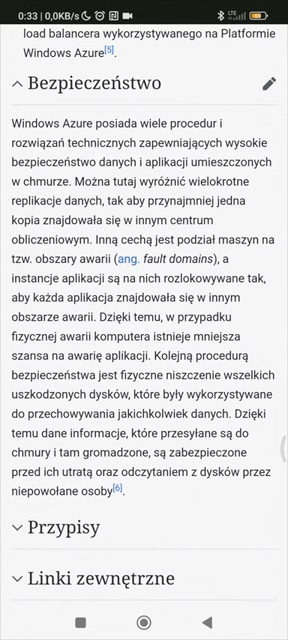 0:33 | 0,0KB/s
load balancera wykorzystywanego na Platformie
Windows Azure[5].
Bezpieczeństwo
Windows Azure posiada wiele procedur i
rozwiązań technicznych zapewniających wysokie
bezpieczeństwo danych i aplikacji umieszczonych
w chmurze. Można tutaj wyróżnić wielokrotne
replikacje danych, tak aby przynajmniej jedna
kopia znajdowała się w innym centrum
obliczeniowym. Inną cechą jest podział maszyn na
tzw. obszary awarii (ang. fault domains), a
instancje aplikacji są na nich rozlokowywane tak,
aby każda aplikacja znajdowała się w innym
obszarze awarii. Dzięki temu, w przypadku
fizycznej awarii komputera istnieje mniejsza
szansa na awarię aplikacji. Kolejną procedurą
bezpieczeństwa jest fizyczne niszczenie wszelkich
uszkodzonych dysków, które były wykorzystywane
do przechowywania jakichkolwiek danych. Dzięki
temu dane informacje, które przesyłane są do
chmury i tam gromadzone, są zabezpieczone
przed ich utratą oraz odczytaniem z dysków przez
niepowołane osoby[6].
Przypisy
Linki zewnętrzne